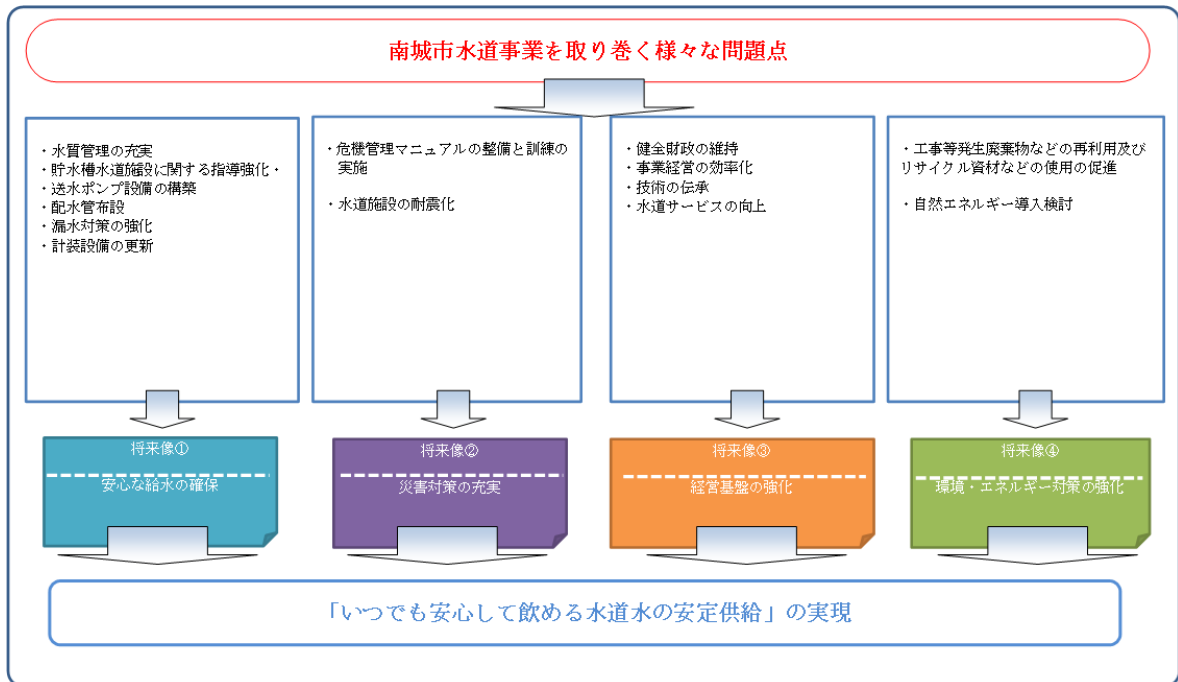 南城市水道事業を取り巻く様々な問題点
・水質管理の充実
・貯水槽水道施設に関する指導強化・
・送水ポンプ設備の構築
・配水管布設
・漏水対策の強化
・計装設備の更新
・危機管理マニュアルの整備と訓練の
実施
・水道施設の耐震化
・健全財政の維持
・事業経営の効率化
・技術の伝承
・水道サービスの向上
・工事等発生廃棄物などの再利用及び
リサイクル資材などの使用の促進
・自然エネルギー導入検討
将来像①
安心な給水の確保
将来像②
災害対策の充実
将来像③
経営基盤の強化
将来像④
環境・エネルギー対策の強化
「いつでも安心して飲める水道水の安定供給」の実現